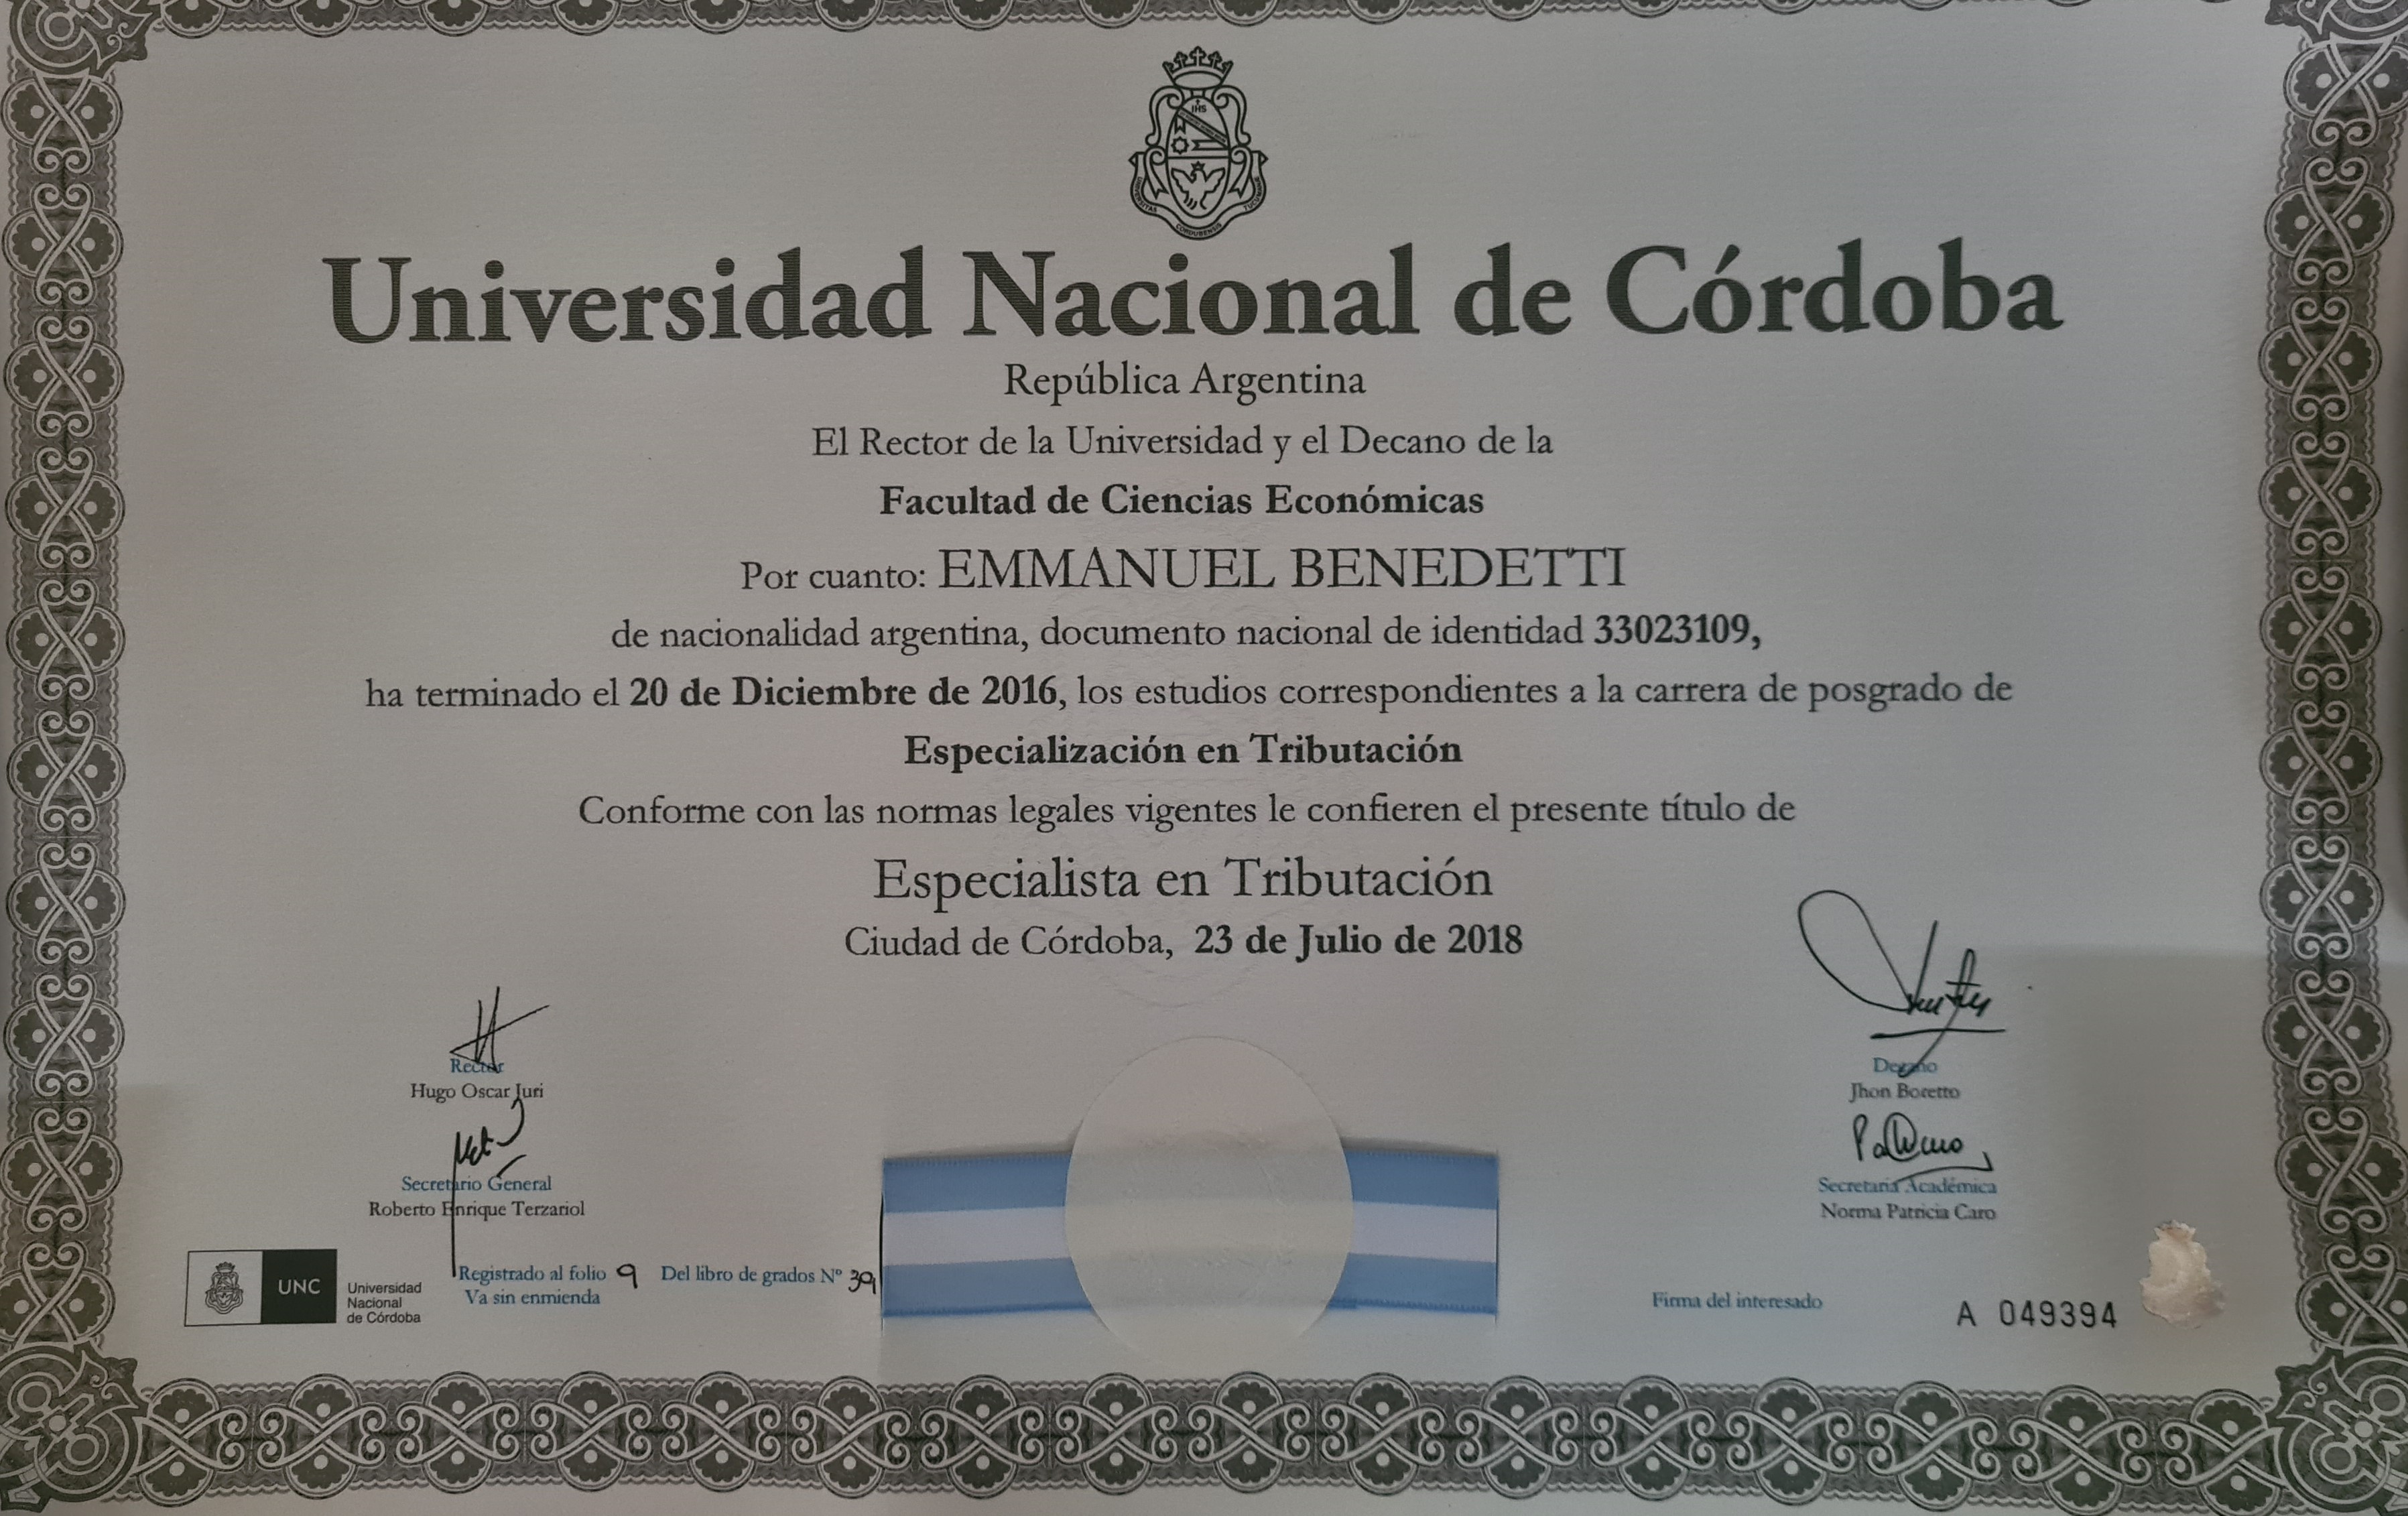 IHS
UNIVERSITAS CORDUBENSIS TUCUMANAE
Universidad Nacional de Córdoba
República Argentina
El Rector de la Universidad y el Decano de la
Facultad de Ciencias Económicas
Por cuanto: EMMANUEL BENEDETTI
de nacionalidad argentina, documento nacional de identidad 33023109,
ha terminado el 20 de Diciembre de 2016, los estudios correspondientes a la carrera de posgrado de
Especialización en Tributación
Conforme con las normas legales vigentes le confieren el presente título de
Especialista en Tributación
Ciudad de Córdoba, 23 de Julio de 2018
Rector
Hugo Oscar Juri
Secretario General
Roberto Enrique Terzariol
Decano
Jhon Boretto
Secretaria Académica
Norma Patricia Caro
UNC
Universidad
Nacional
de Córdoba
Registrado al folio 9 Del libro de grados Nº
Va sin enmienda
Firma del interesado
A 049394